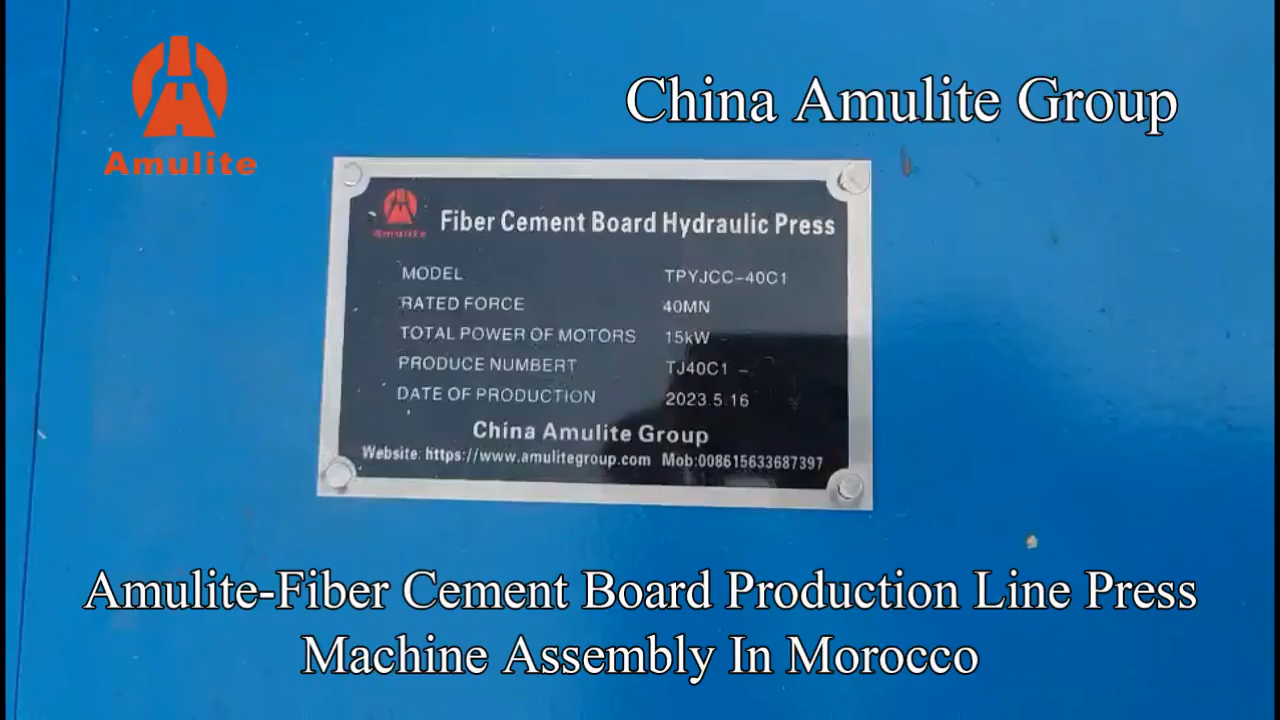 Amulite
China Amulite Group
Amulite
Fiber Cement Board Hydraulic Press
MODEL TPYJCC-40C1
RATED FORCE 40MN
TOTAL POWER OF MOTORS 15kW
PRODUCE NUMBERT TJ40C1 -
DATE OF PRODUCTION 2023.5.16
China Amulite Group
Website: https://www.amulitegroup.com Mob:008615633687397
Amulite-Fiber Cement Board Production Line Press
Machine Assembly In Morocco